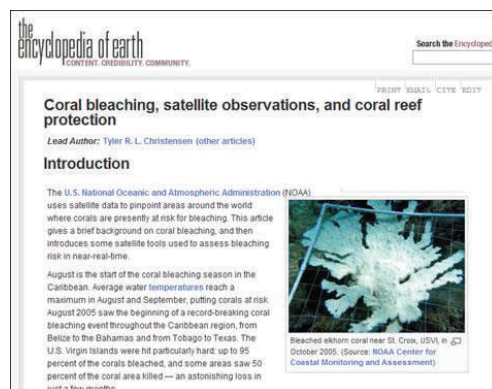 the
encyclopedia of earth
CONTENT. CREDIBILITY. COMMUNITY.
Search the Encycloped
PRINT EMAIL CITE EDIT
Coral bleaching, satellite observations, and coral reef
protection
Lead Author: Tyler R. L. Christensen (other articles)
Introduction
The U.S. National Oceanic and Atmospheric Administration (NOAA)
uses satellite data to pinpoint areas around the world
where corals are presently at risk for bleaching. This article
gives a brief background on coral bleaching, and then
introduces some satellite tools used to assess bleaching
risk in near-real-time.
August is the start of the coral bleaching season in the
Caribbean. Average water temperatures reach a
maximum in August and September, putting corals at risk.
August 2005 saw the beginning of a record-breaking coral
bleaching event throughout the Caribbean region, from
Belize to the Bahamas and from Tobago to Texas. The
U.S. Virgin Islands were hit particularly hard: up to 95
percent of the corals bleached, and some areas saw 50
percent of the coral area killed — an astonishing loss in
just a few months.
Bleached elkhorn coral near St. Croix, USVI, in
October 2005. (Source: NOAA Center for
Coastal Monitoring and Assessment)